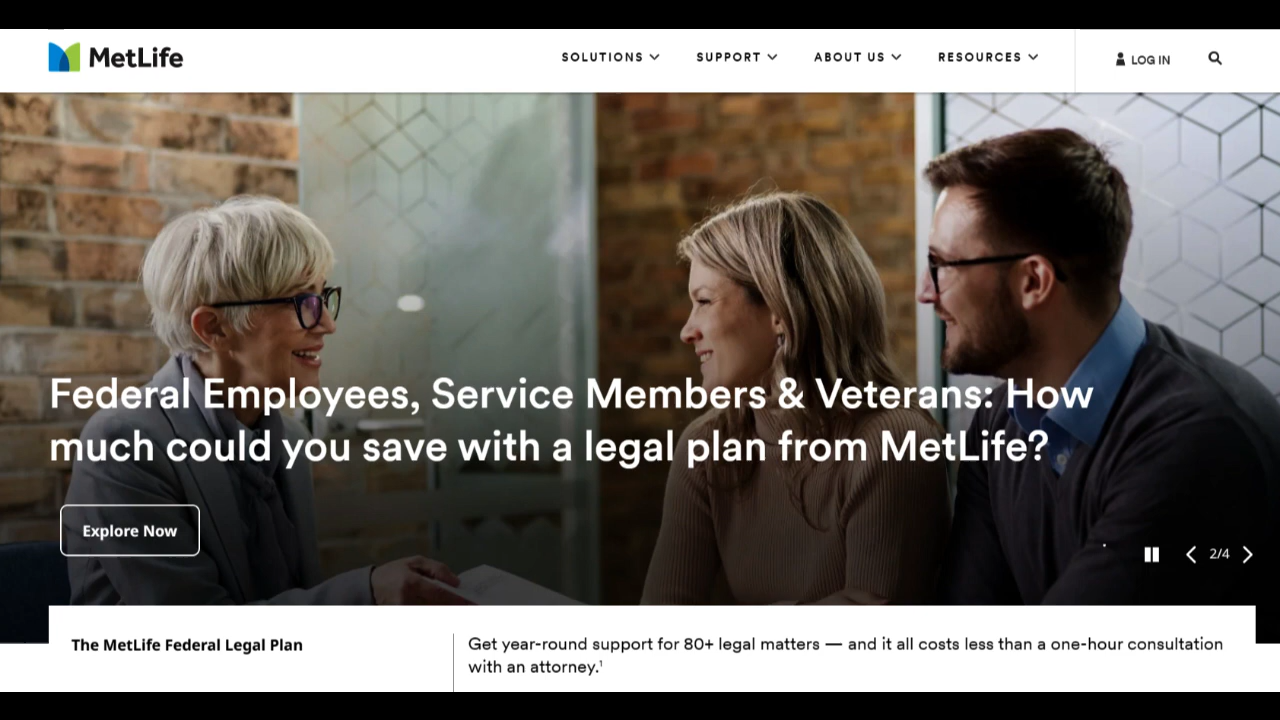 MetLife
SOLUTIONS SUPPORT ABOUT US RESOURCES LOG IN
Federal Employees, Service Members & Veterans: How
much could you save with a legal plan from MetLife?
Explore Now
2/4
The MetLife Federal Legal Plan
Get year-round support for 80+ legal matters — and it all costs less than a one-hour consultation
with an attorney.¹